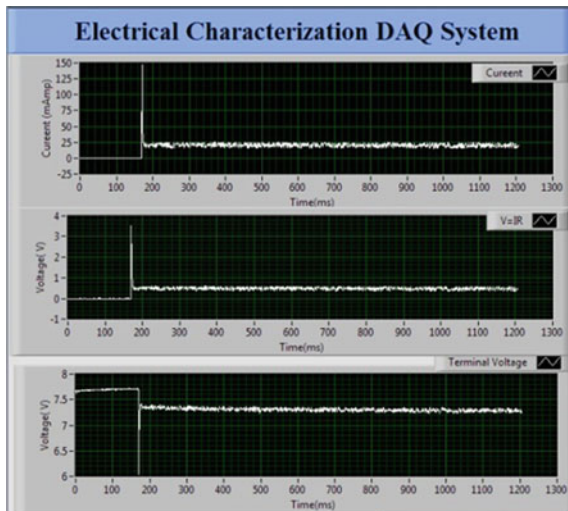 Electrical Characterization DAQ System
Cureent
Cureent (mAmp)
150
125
100
75
50
25
0
-25
0 100 200 300 400 500 600 700 800 900 1000 1100 1200 1300
Time(ms)
V=IR
Voltage( V)
4
3
2
1
0
-1
0 100 200 300 400 500 600 700 800 900 1000 1100 1200 1300
Time(ms)
Terminal Voltage
Voltage( V)
8
7.5
7
6.5
6
0 100 200 300 400 500 600 700 800 900 1000 1100 1200 1300
Time(ms)